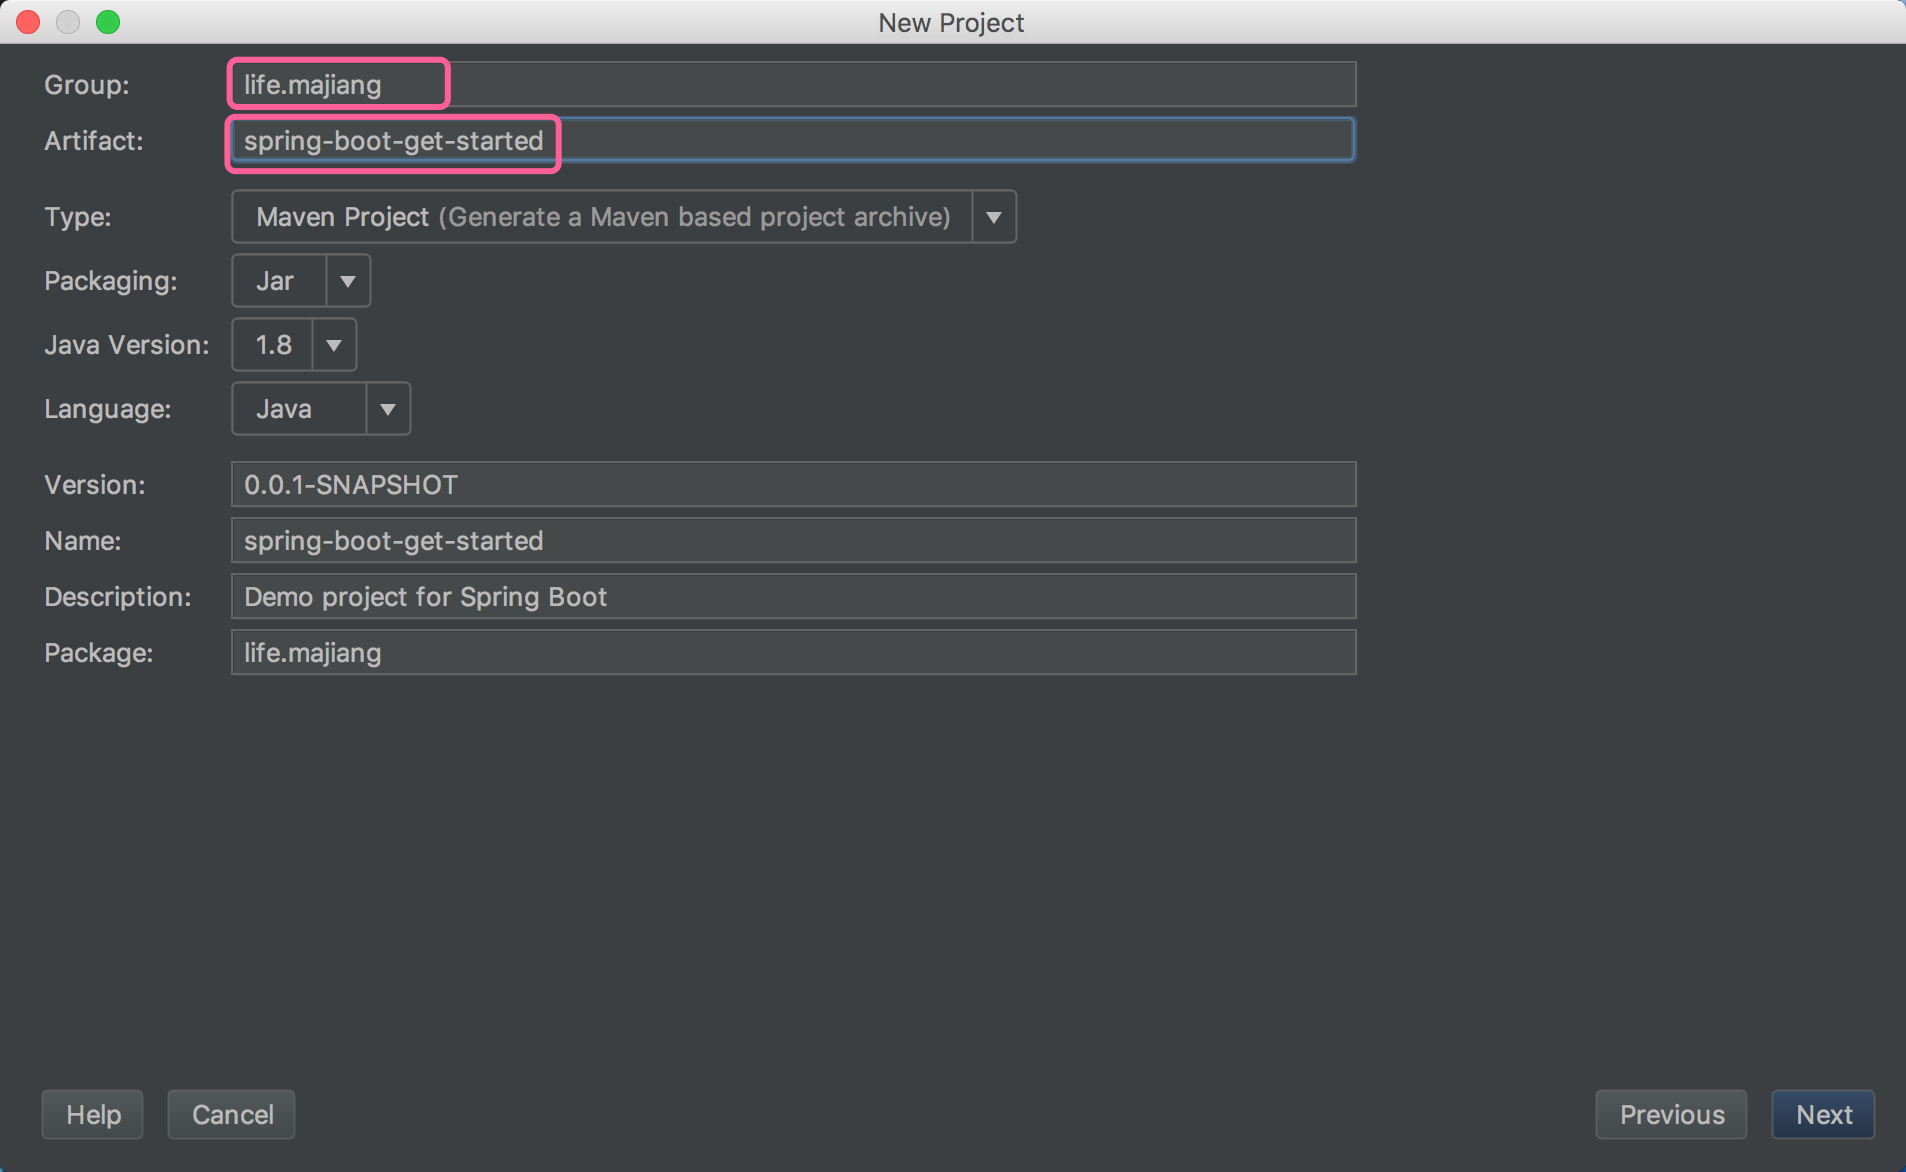 New Project
Group: life.majiang
Artifact: spring-boot-get-started
Type: Maven Project (Generate a Maven based project archive)
Packaging: Jar
Java Version: 1.8
Language: Java
Version: 0.0.1-SNAPSHOT
Name: spring-boot-get-started
Description: Demo project for Spring Boot
Package: life.majiang
Help Cancel Previous Next